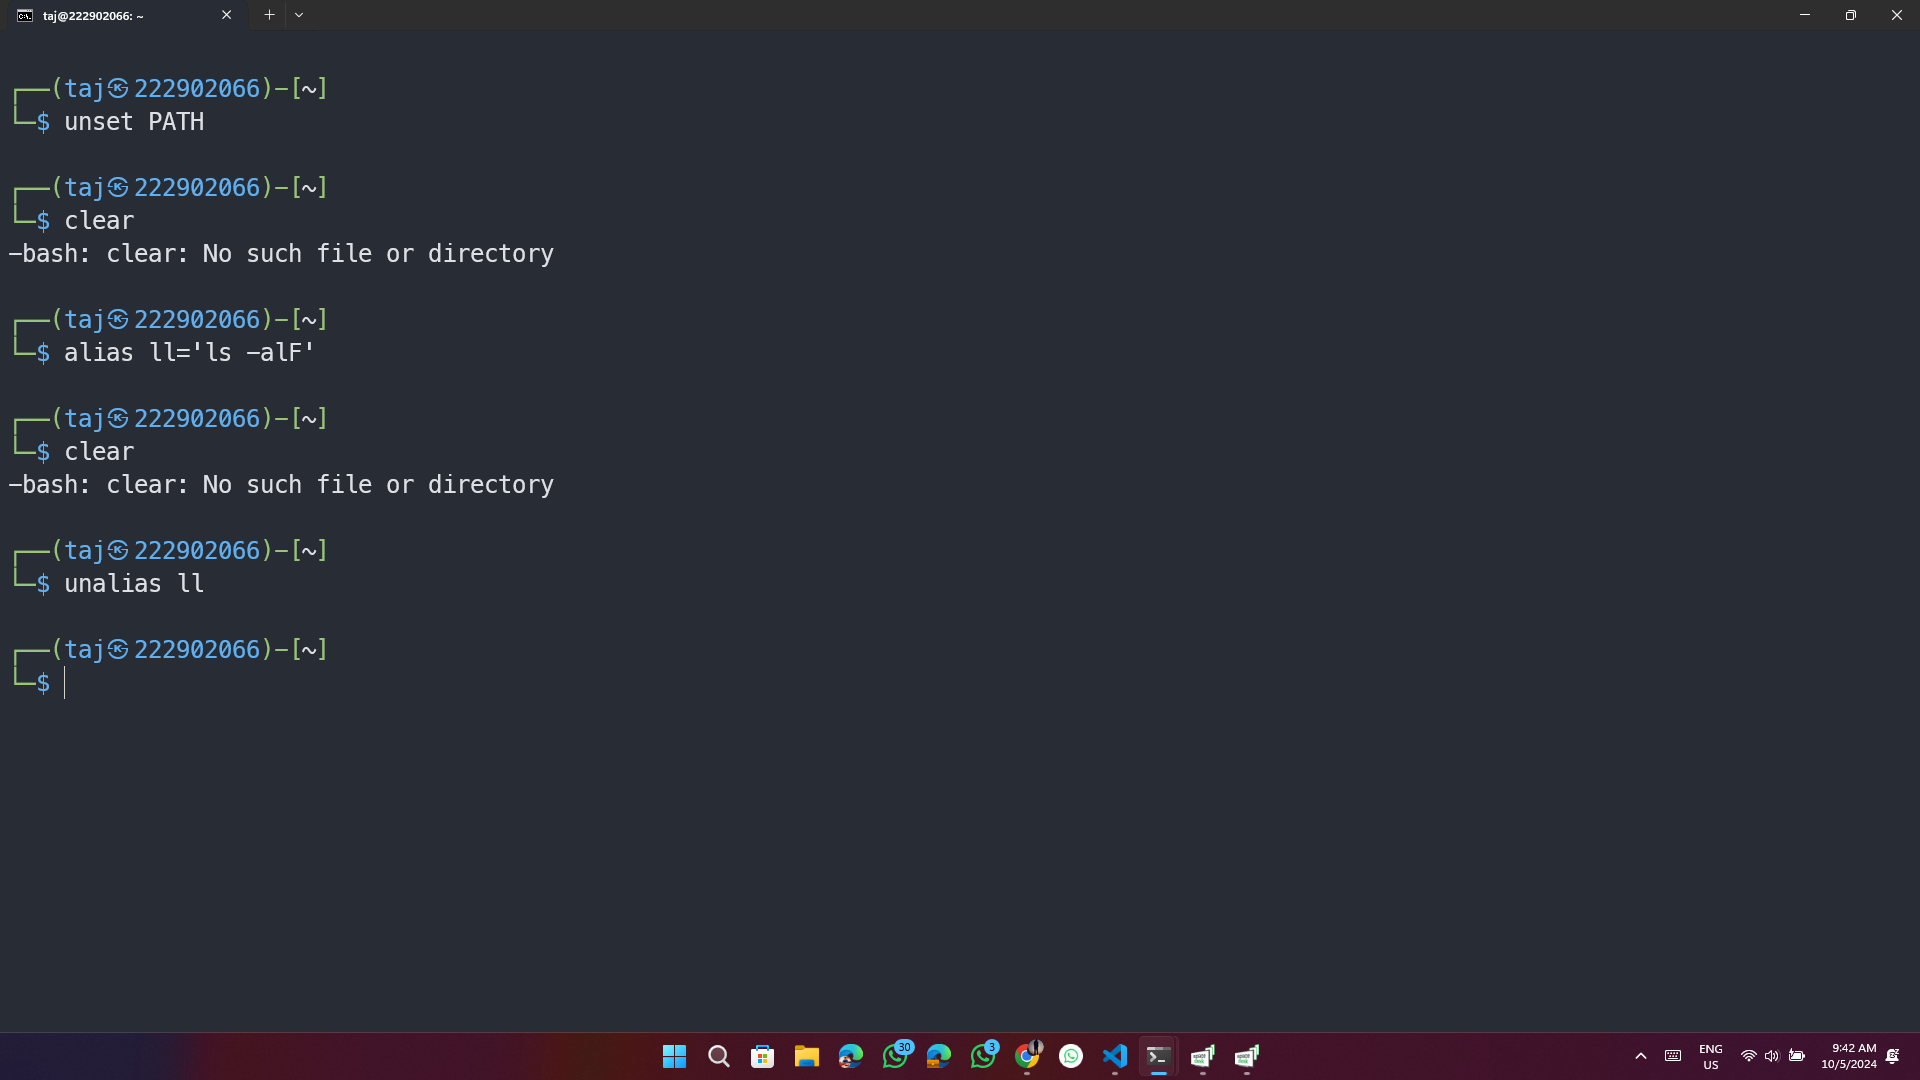 taj@222902066: ~
┌──(taj㉿222902066)-[~]
└─$ unset PATH
┌──(taj㉿222902066)-[~]
└─$ clear
-bash: clear: No such file or directory
┌──(taj㉿222902066)-[~]
└─$ alias ll='ls -alF'
┌──(taj㉿222902066)-[~]
└─$ clear
-bash: clear: No such file or directory
┌──(taj㉿222902066)-[~]
└─$ unalias ll
┌──(taj㉿222902066)-[~]
└─$
30
3
ENG
US
9:42 AM
10/5/2024